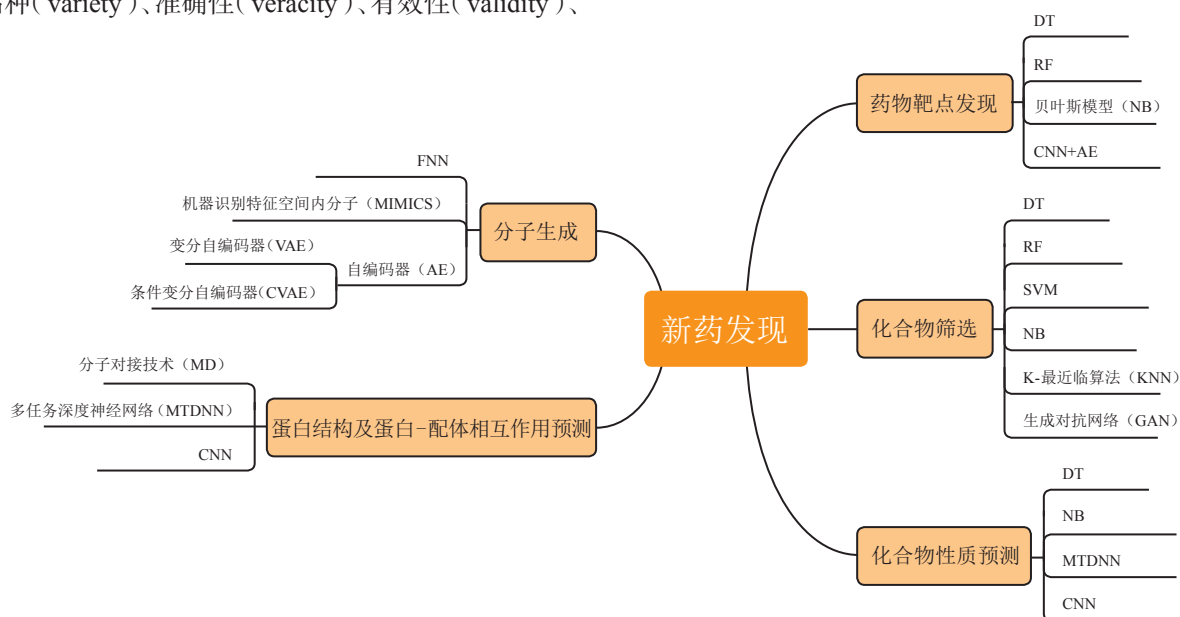 种(variety)、准确性(veracity)、有效性(validity)、
新药发现
药物靶点发现
DT
RF
贝叶斯模型(NB)
CNN+AE
化合物筛选
DT
RF
SVM
NB
K-最近临算法(KNN)
生成对抗网络(GAN)
化合物性质预测
DT
NB
MTDNN
CNN
分子生成
FNN
机器识别特征空间内分子(MIMICS)
自编码器(AE)
变分自编码器(VAE)
条件变分自编码器(CVAE)
蛋白结构及蛋白-配体相互作用预测
分子对接技术(MD)
多任务深度神经网络(MTDNN)
CNN